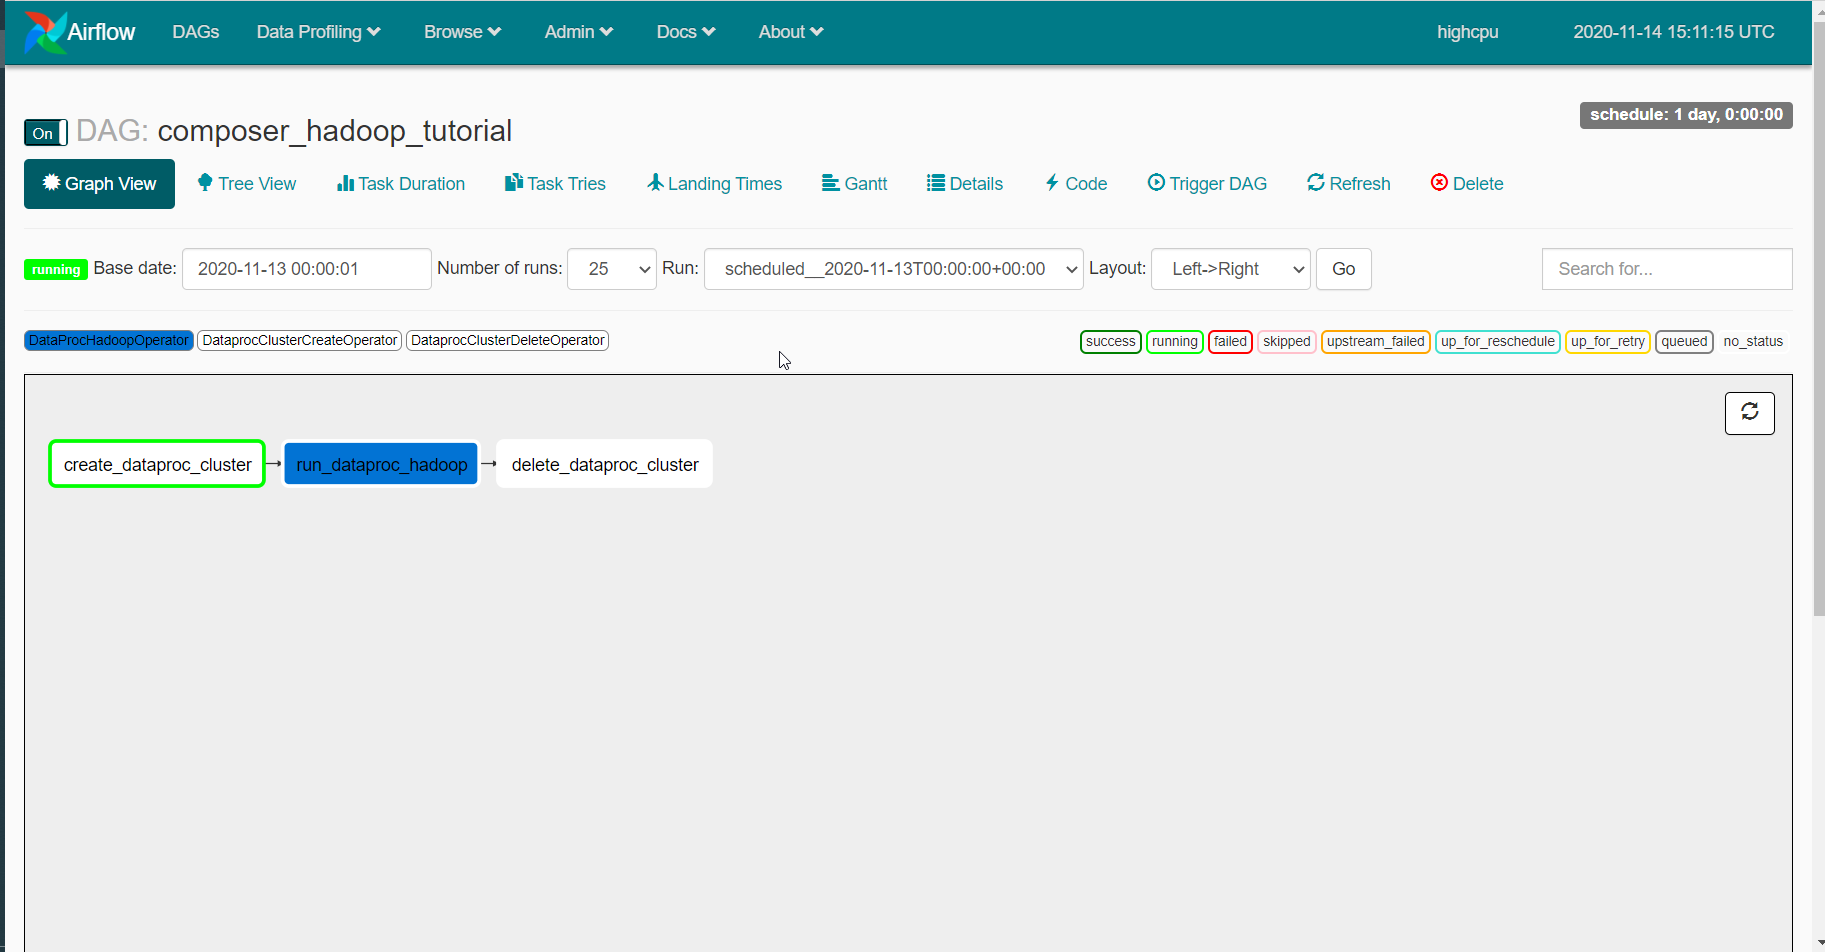 Airflow DAGs Data Profiling Browse Admin Docs About highcpu 2020-11-14 15:11:15 UTC
schedule: 1 day, 0:00:00
On DAG: composer_hadoop_tutorial
Graph View Tree View Task Duration Task Tries Landing Times Gantt Details Code Trigger DAG Refresh Delete
running Base date: 2020-11-13 00:00:01 Number of runs: 25 Run: scheduled__2020-11-13T00:00:00+00:00 Layout: Left->Right Go Search for...
DataProcHadoopOperator DataprocClusterCreateOperator DataprocClusterDeleteOperator success running failed skipped upstream_failed up_for_reschedule up_for_retry queued no_status
create_dataproc_cluster run_dataproc_hadoop delete_dataproc_cluster